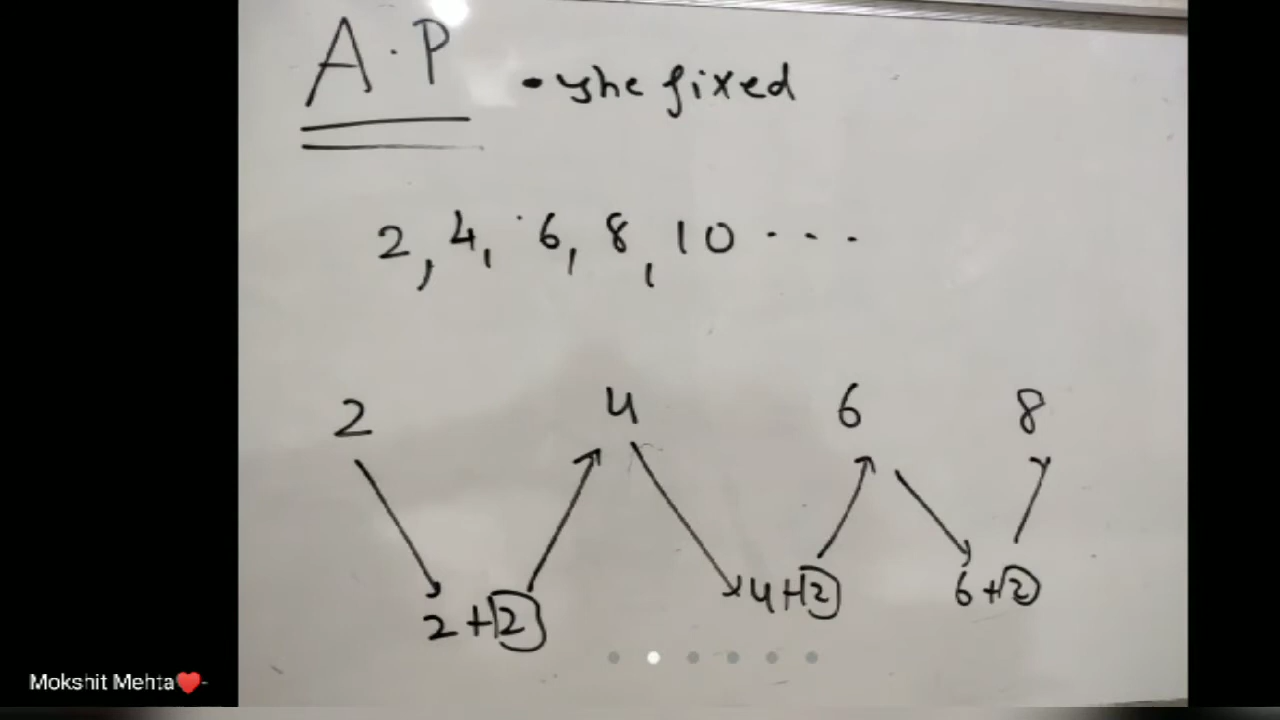 A.P
• the fixed
2, 4, 6, 8, 10 . . .
2 4 6 8
2+2 4+2 6+2
Mokshit Mehta❤-